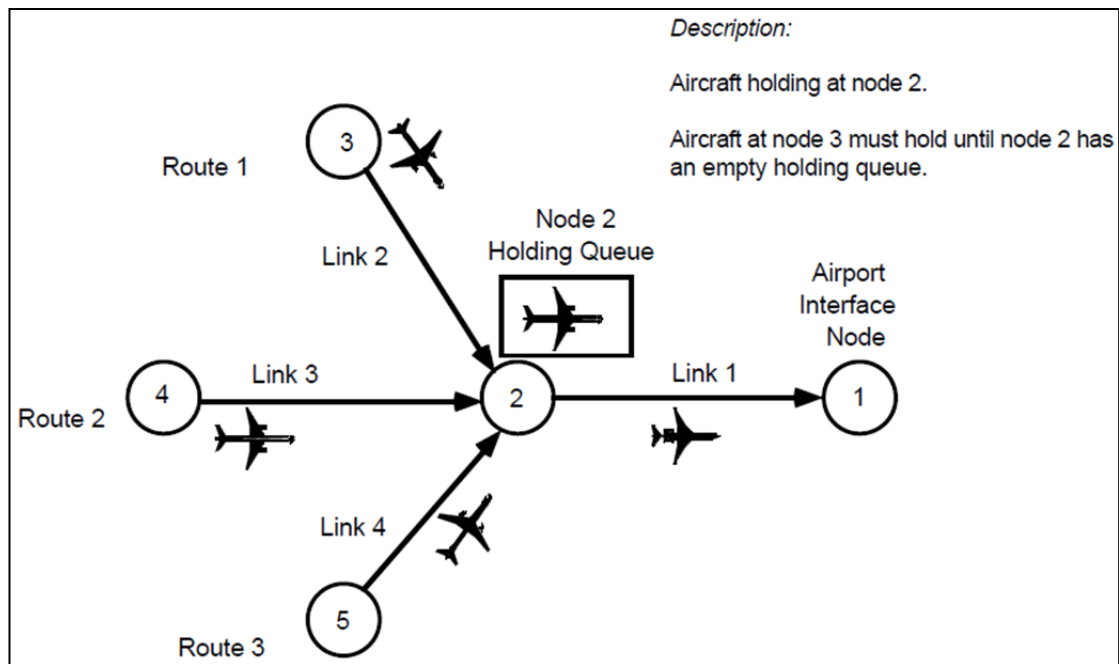 Description:
Aircraft holding at node 2.
Aircraft at node 3 must hold until node 2 has
an empty holding queue.
3
Route 1
Node 2
Holding Queue
Link 2
Airport
Interface
Node
Link 3
Link 1
4
2
1
Route 2
Link 4
5
Route 3